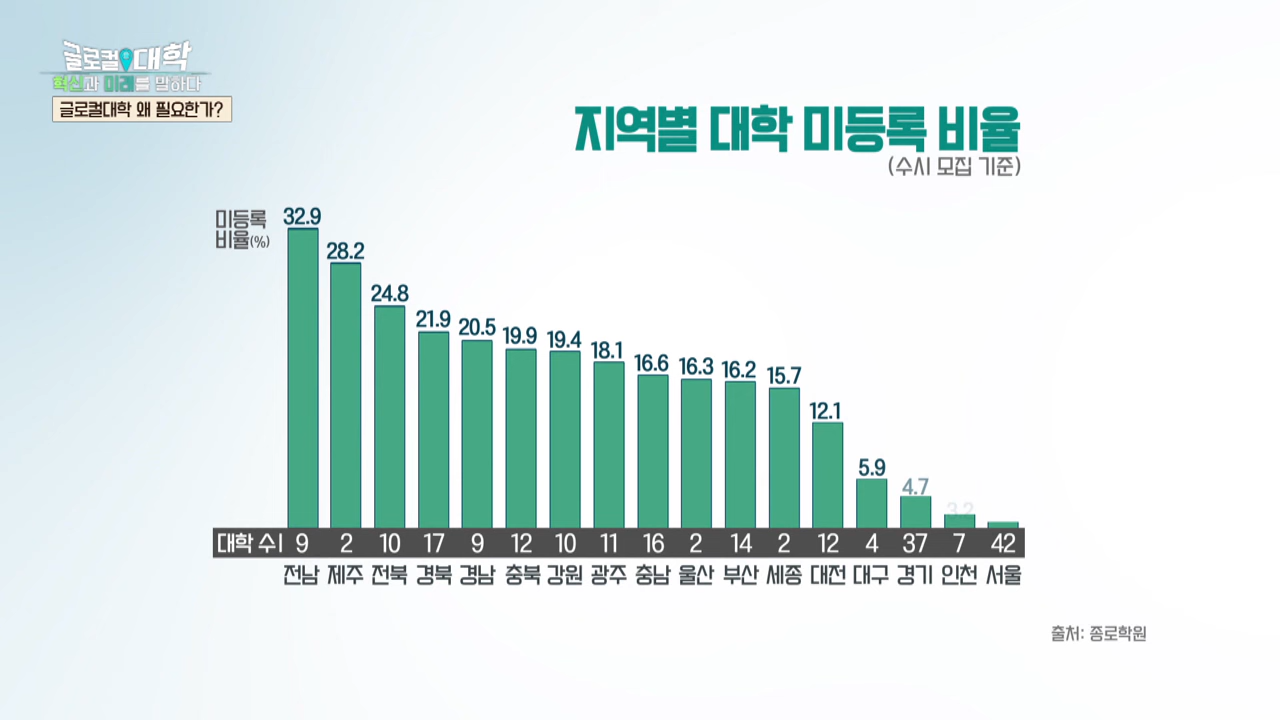 글로컬대학
혁신과 미래를 말하다
글로컬대학 왜 필요한가?
지역별 대학 미등록 비율
(수시 모집 기준)
미등록
비율(%)
32.9 28.2 24.8 21.9 20.5 19.9 19.4 18.1 16.6 16.3 16.2 15.7 12.1 5.9 4.7 3.2
대학 수 9 2 10 17 9 12 10 11 16 2 14 2 12 4 37 7 42
전남 제주 전북 경북 경남 충북 강원 광주 충남 울산 부산 세종 대전 대구 경기 인천 서울
출처: 종로학원